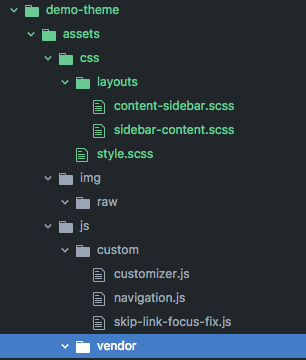 demo-theme
assets
css
layouts
content-sidebar.scss
sidebar-content.scss
style.scss
img
raw
js
custom
customizer.js
navigation.js
skip-link-focus-fix.js
vendor